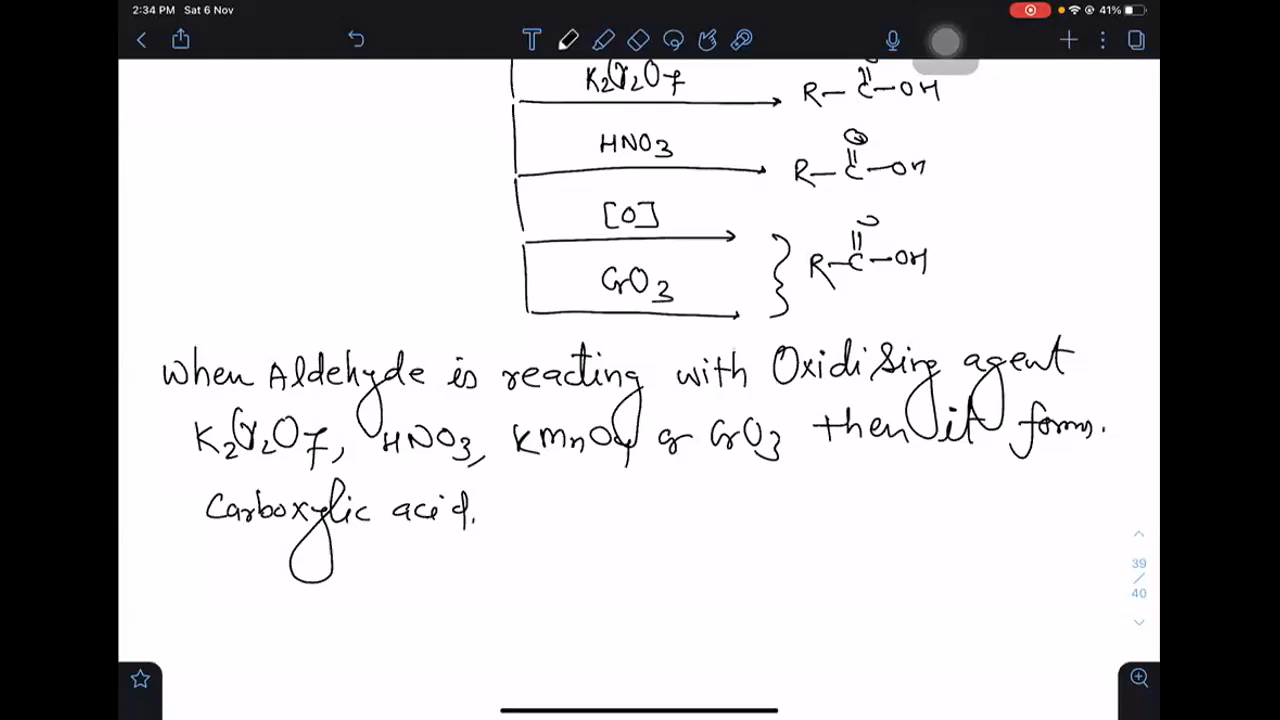 2:34 PM Sat 6 Nov
41%
K2Cr2O7
R-C-OH
HNO3
O
R-C-OH
[O]
O
R-C-OH
CrO3
When Aldehyde is reacting with Oxidising agent
K2Cr2O7, HNO3, KMnO4 or CrO3 then it forms.
Carboxylic acid.
39
/
40